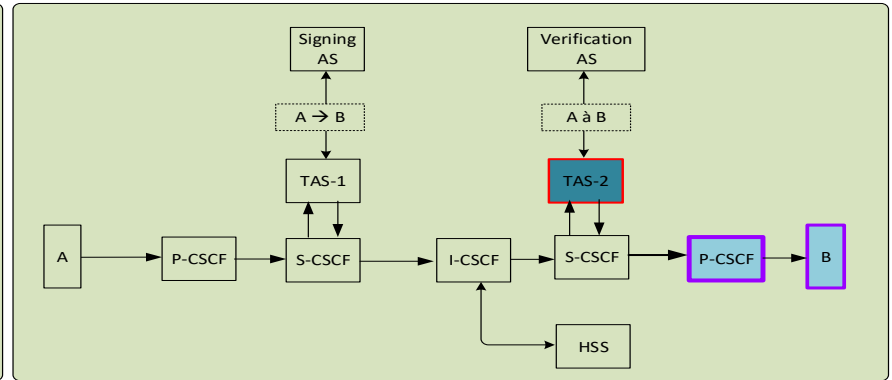 Signing
AS
Verification
AS
A → B
A à B
TAS-1
TAS-2
A
P-CSCF
S-CSCF
I-CSCF
S-CSCF
P-CSCF
B
HSS